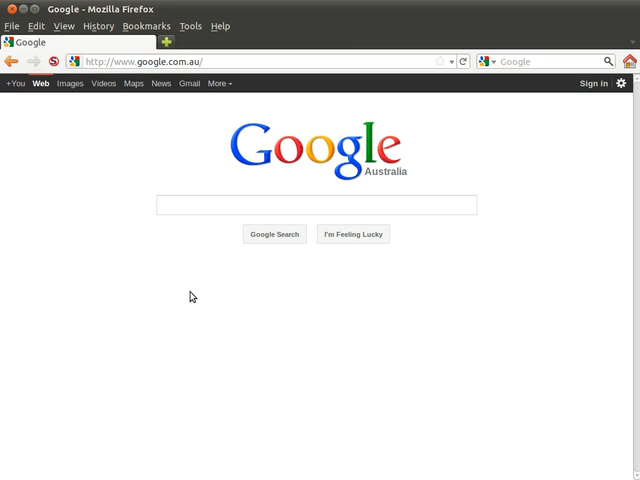 Google - Mozilla Firefox
File Edit View History Bookmarks Tools Help
Google
http://www.google.com.au/ Google
+You Web Images Videos Maps News Gmail More Sign in
Google
Australia
Google Search I'm Feeling Lucky